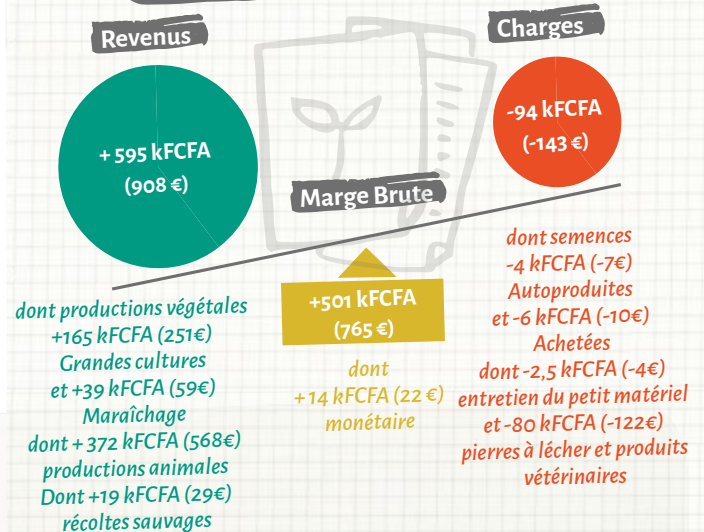 Revenus
+ 595 kFCFA
(908 €)
dont productions végétales
+165 kFCFA (251€)
Grandes cultures
et +39 kFCFA (59€)
Maraîchage
dont + 372 kFCFA (568€)
productions animales
Dont +19 kFCFA (29€)
récoltes sauvages
Marge Brute
+501 kFCFA
(765 €)
dont
+ 14 kFCFA (22 €)
monétaire
Charges
-94 kFCFA
(-143 €)
dont semences
-4 kFCFA (-7€)
Autoproduites
et -6 kFCFA (-10€)
Achetées
dont -2,5 kFCFA (-4€)
entretien du petit matériel
et -80 kFCFA (-122€)
pierres à lécher et produits
vétérinaires